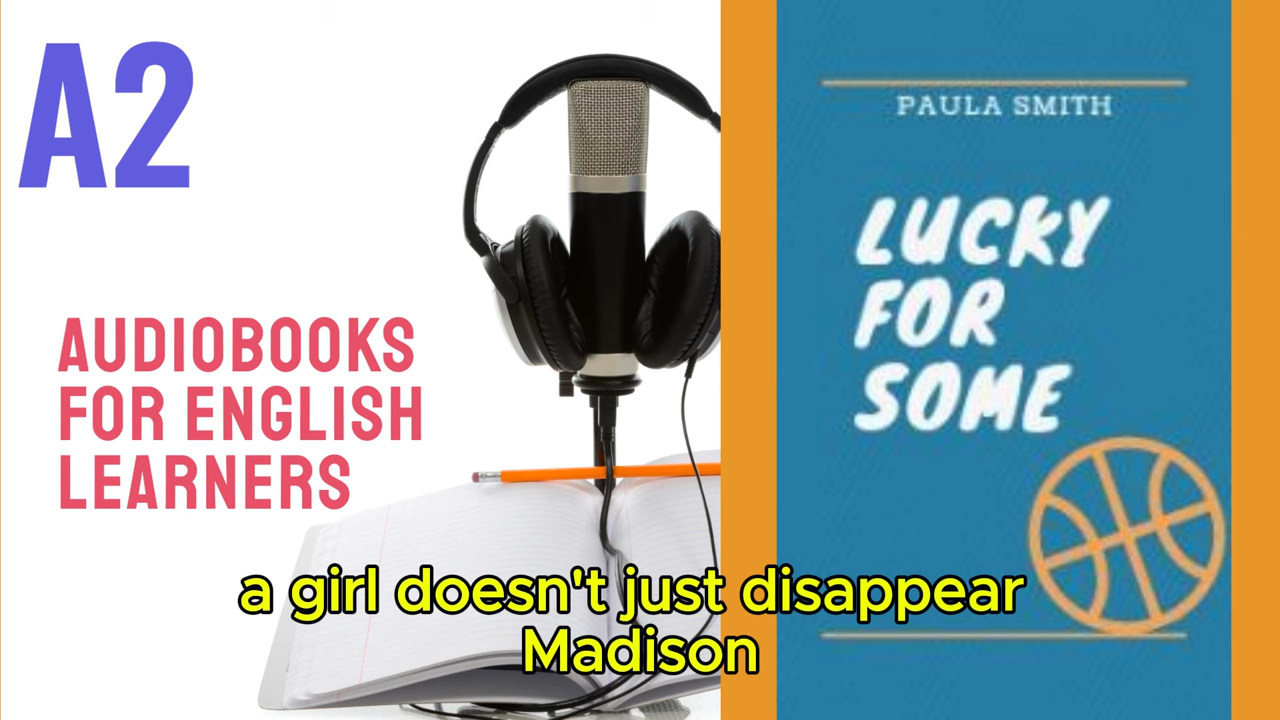 A2
AUDIOBOOKS
FOR ENGLISH
LEARNERS
PAULA SMITH
LUCKY
FOR
SOME
a girl doesn't just disappear
Madison